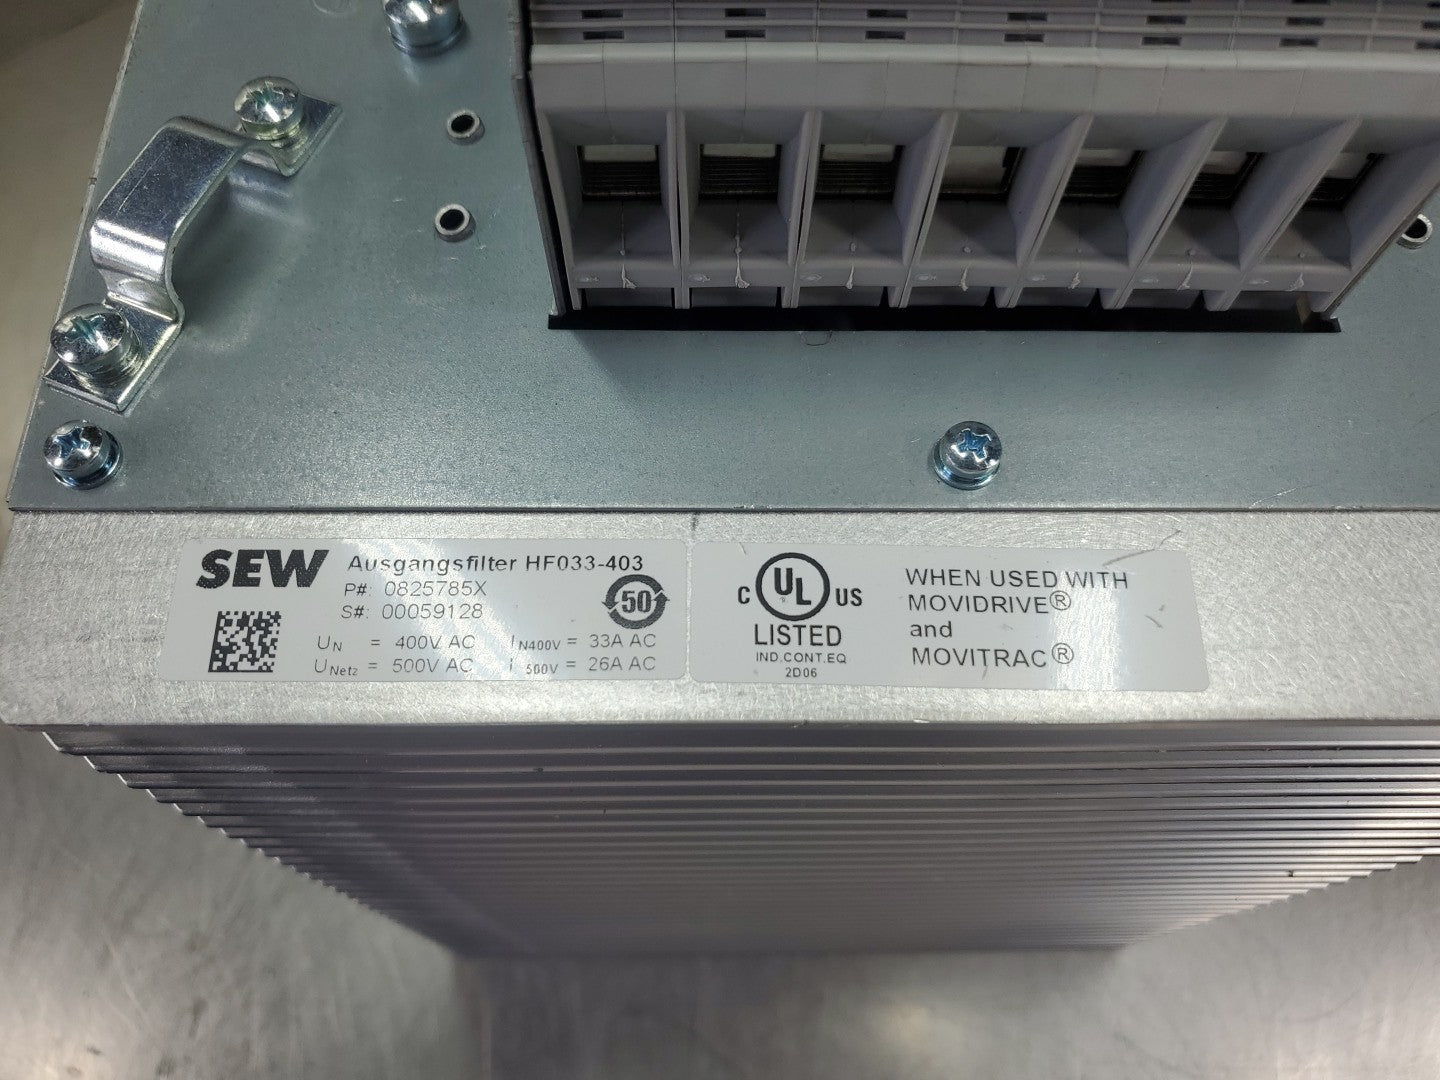 SEW Ausgangsfilter HF033-403
P#: 0825785X
S#: 00059128
50
UN = 400V AC IN400V = 33A AC
UNetz = 500V AC I 500V = 26A AC
C UL US
LISTED
IND.CONT.EQ
2D06
WHEN USED WITH
MOVIDRIVE®
and
MOVITRAC®